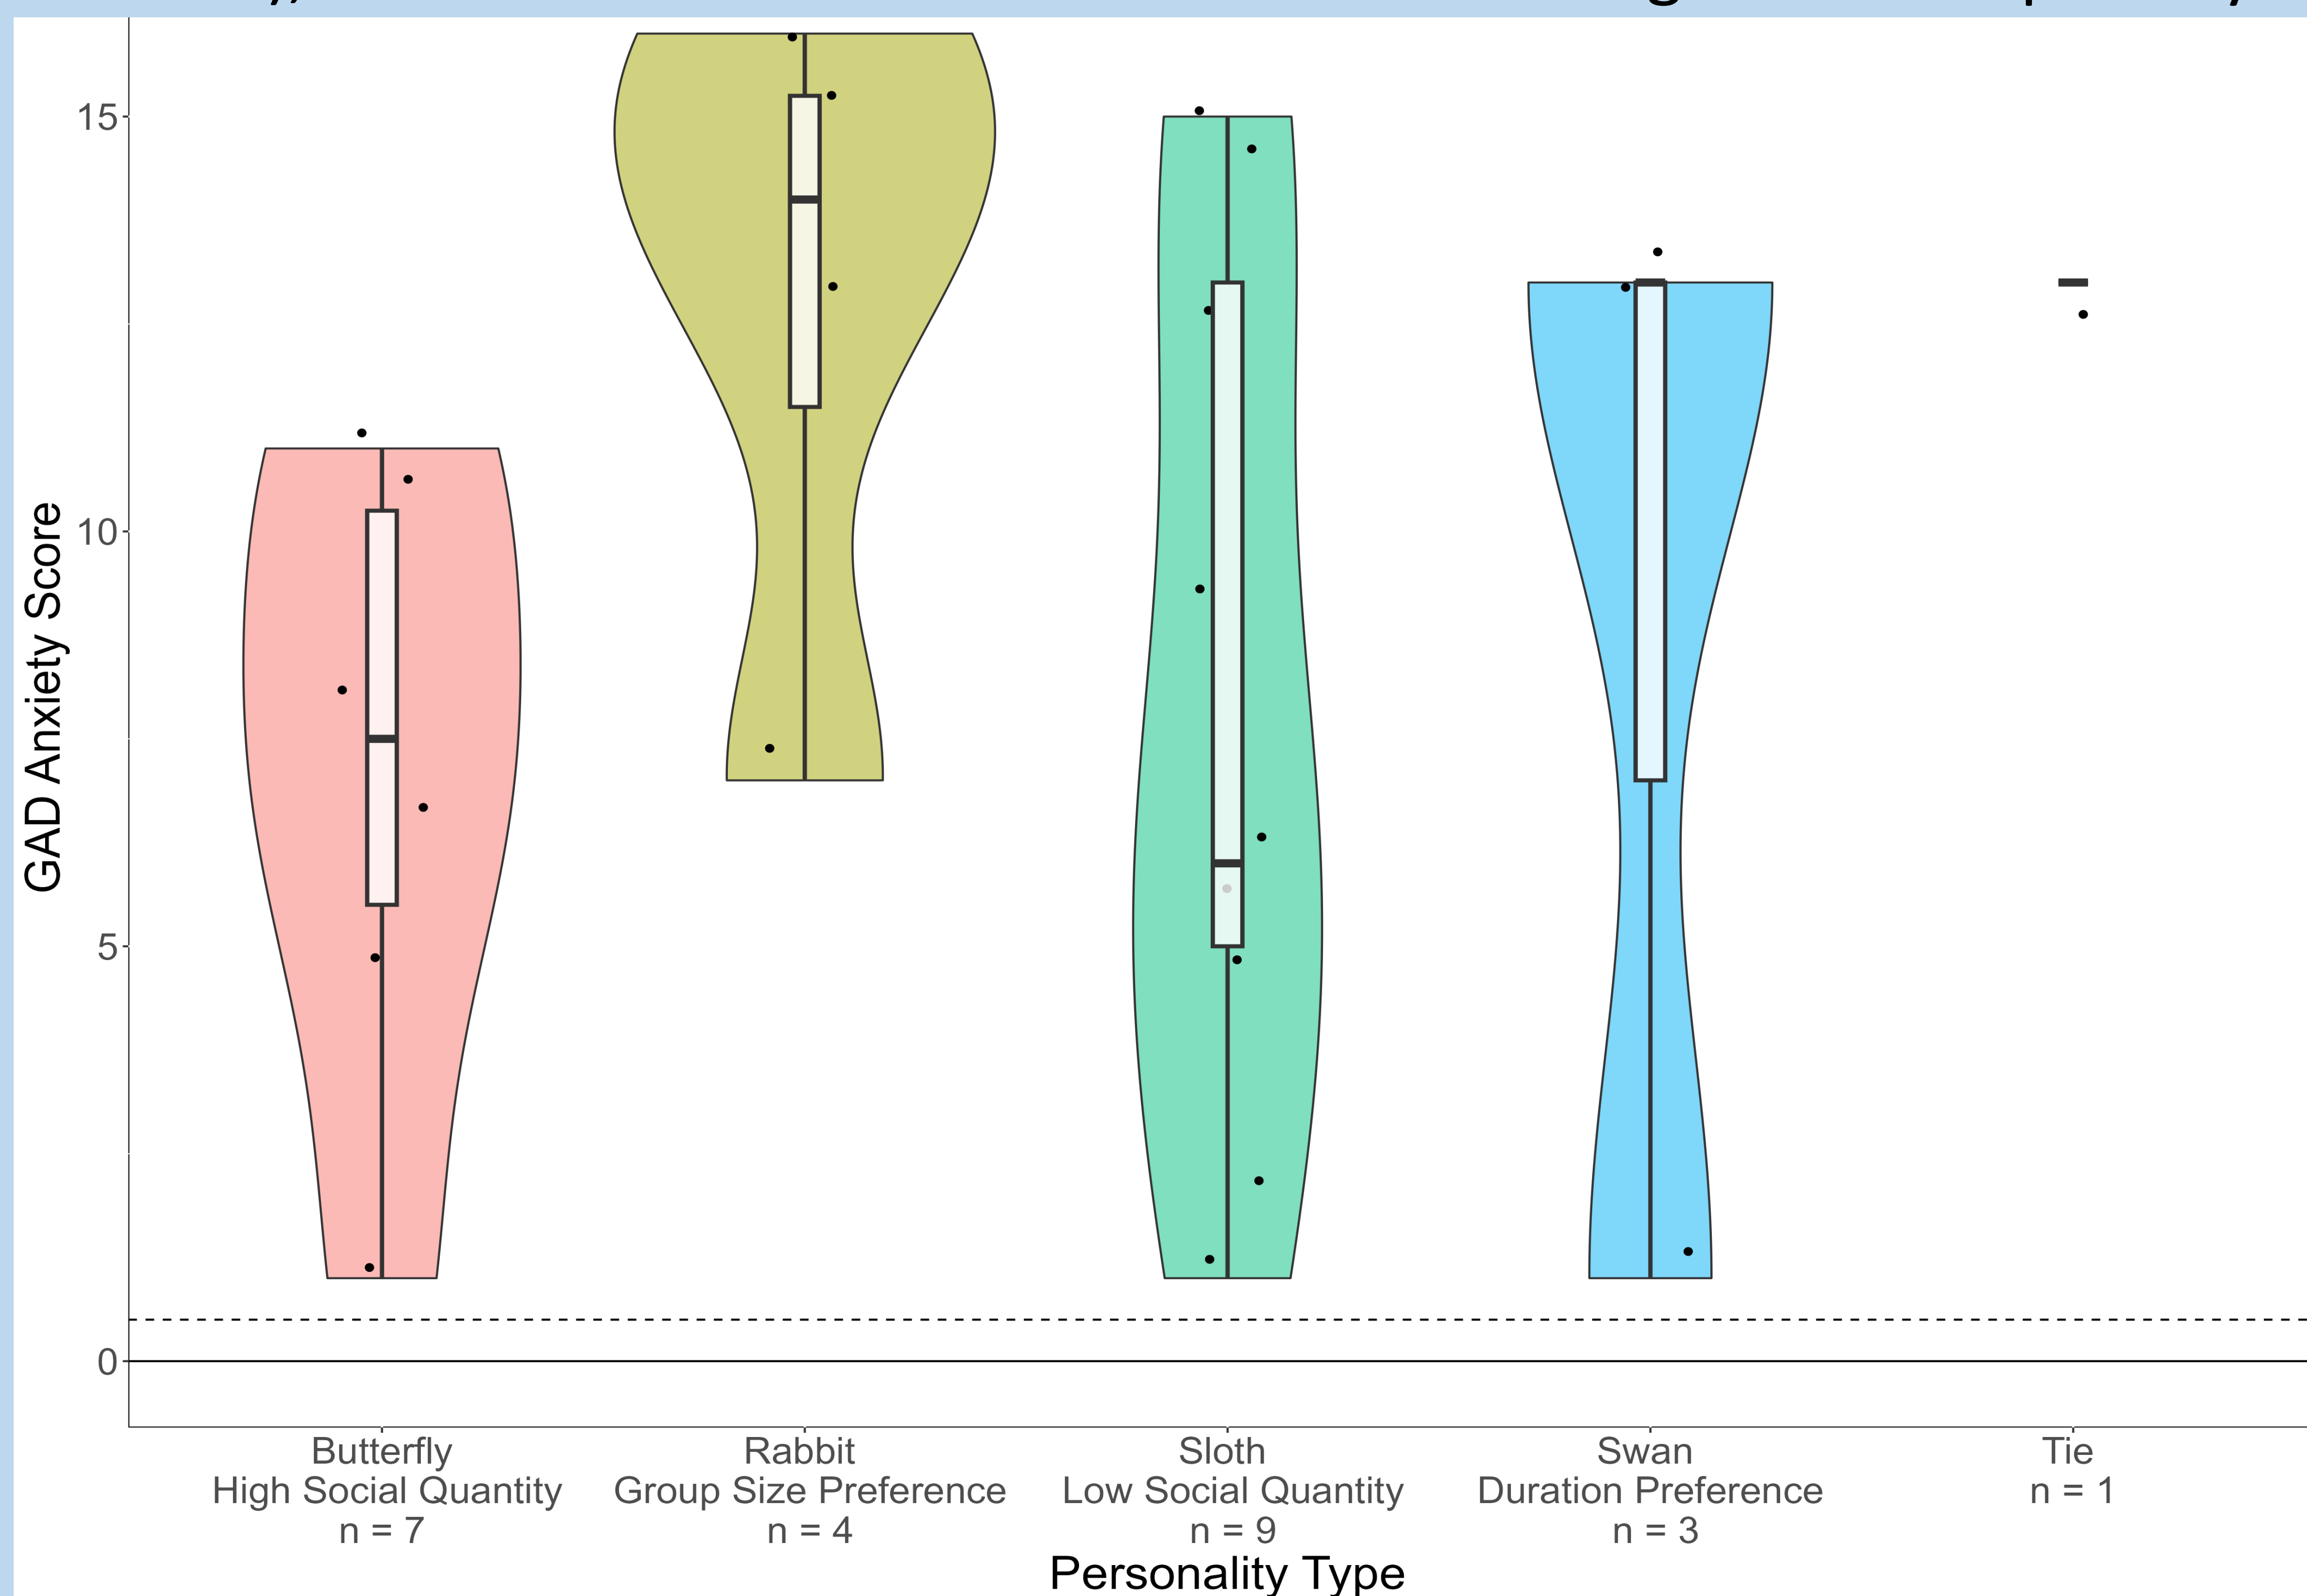 15
10
5
0
GAD Anxiety Score
Butterfly
High Social Quantity
n = 7
Rabbit
Group Size Preference
n = 4
Sloth
Low Social Quantity
n = 9
Swan
Duration Preference
n = 3
Tie
n = 1
Personality Type